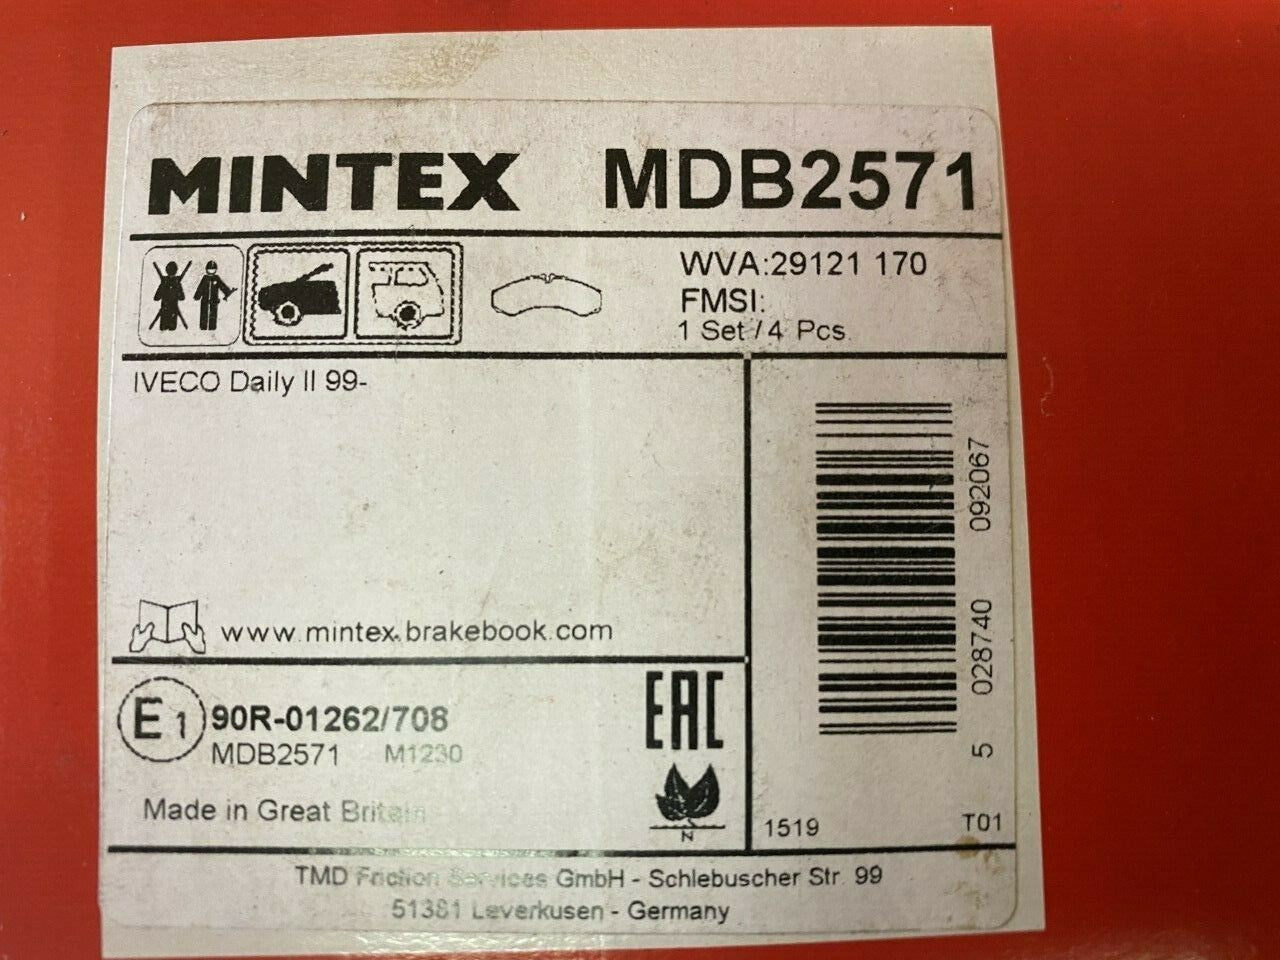 MINTEX MDB2571
WVA:29121 170
FMSI:
1 Set / 4 Pcs.
IVECO Daily II 99-
www.mintex.brakebook.com
E1 90R-01262/708
MDB2571 M1230
EAC
Made in Great Britain
N
5 028740 092067
1519 T01
TMD Friction Services GmbH - Schlebuscher Str. 99
51381 Leverkusen - Germany